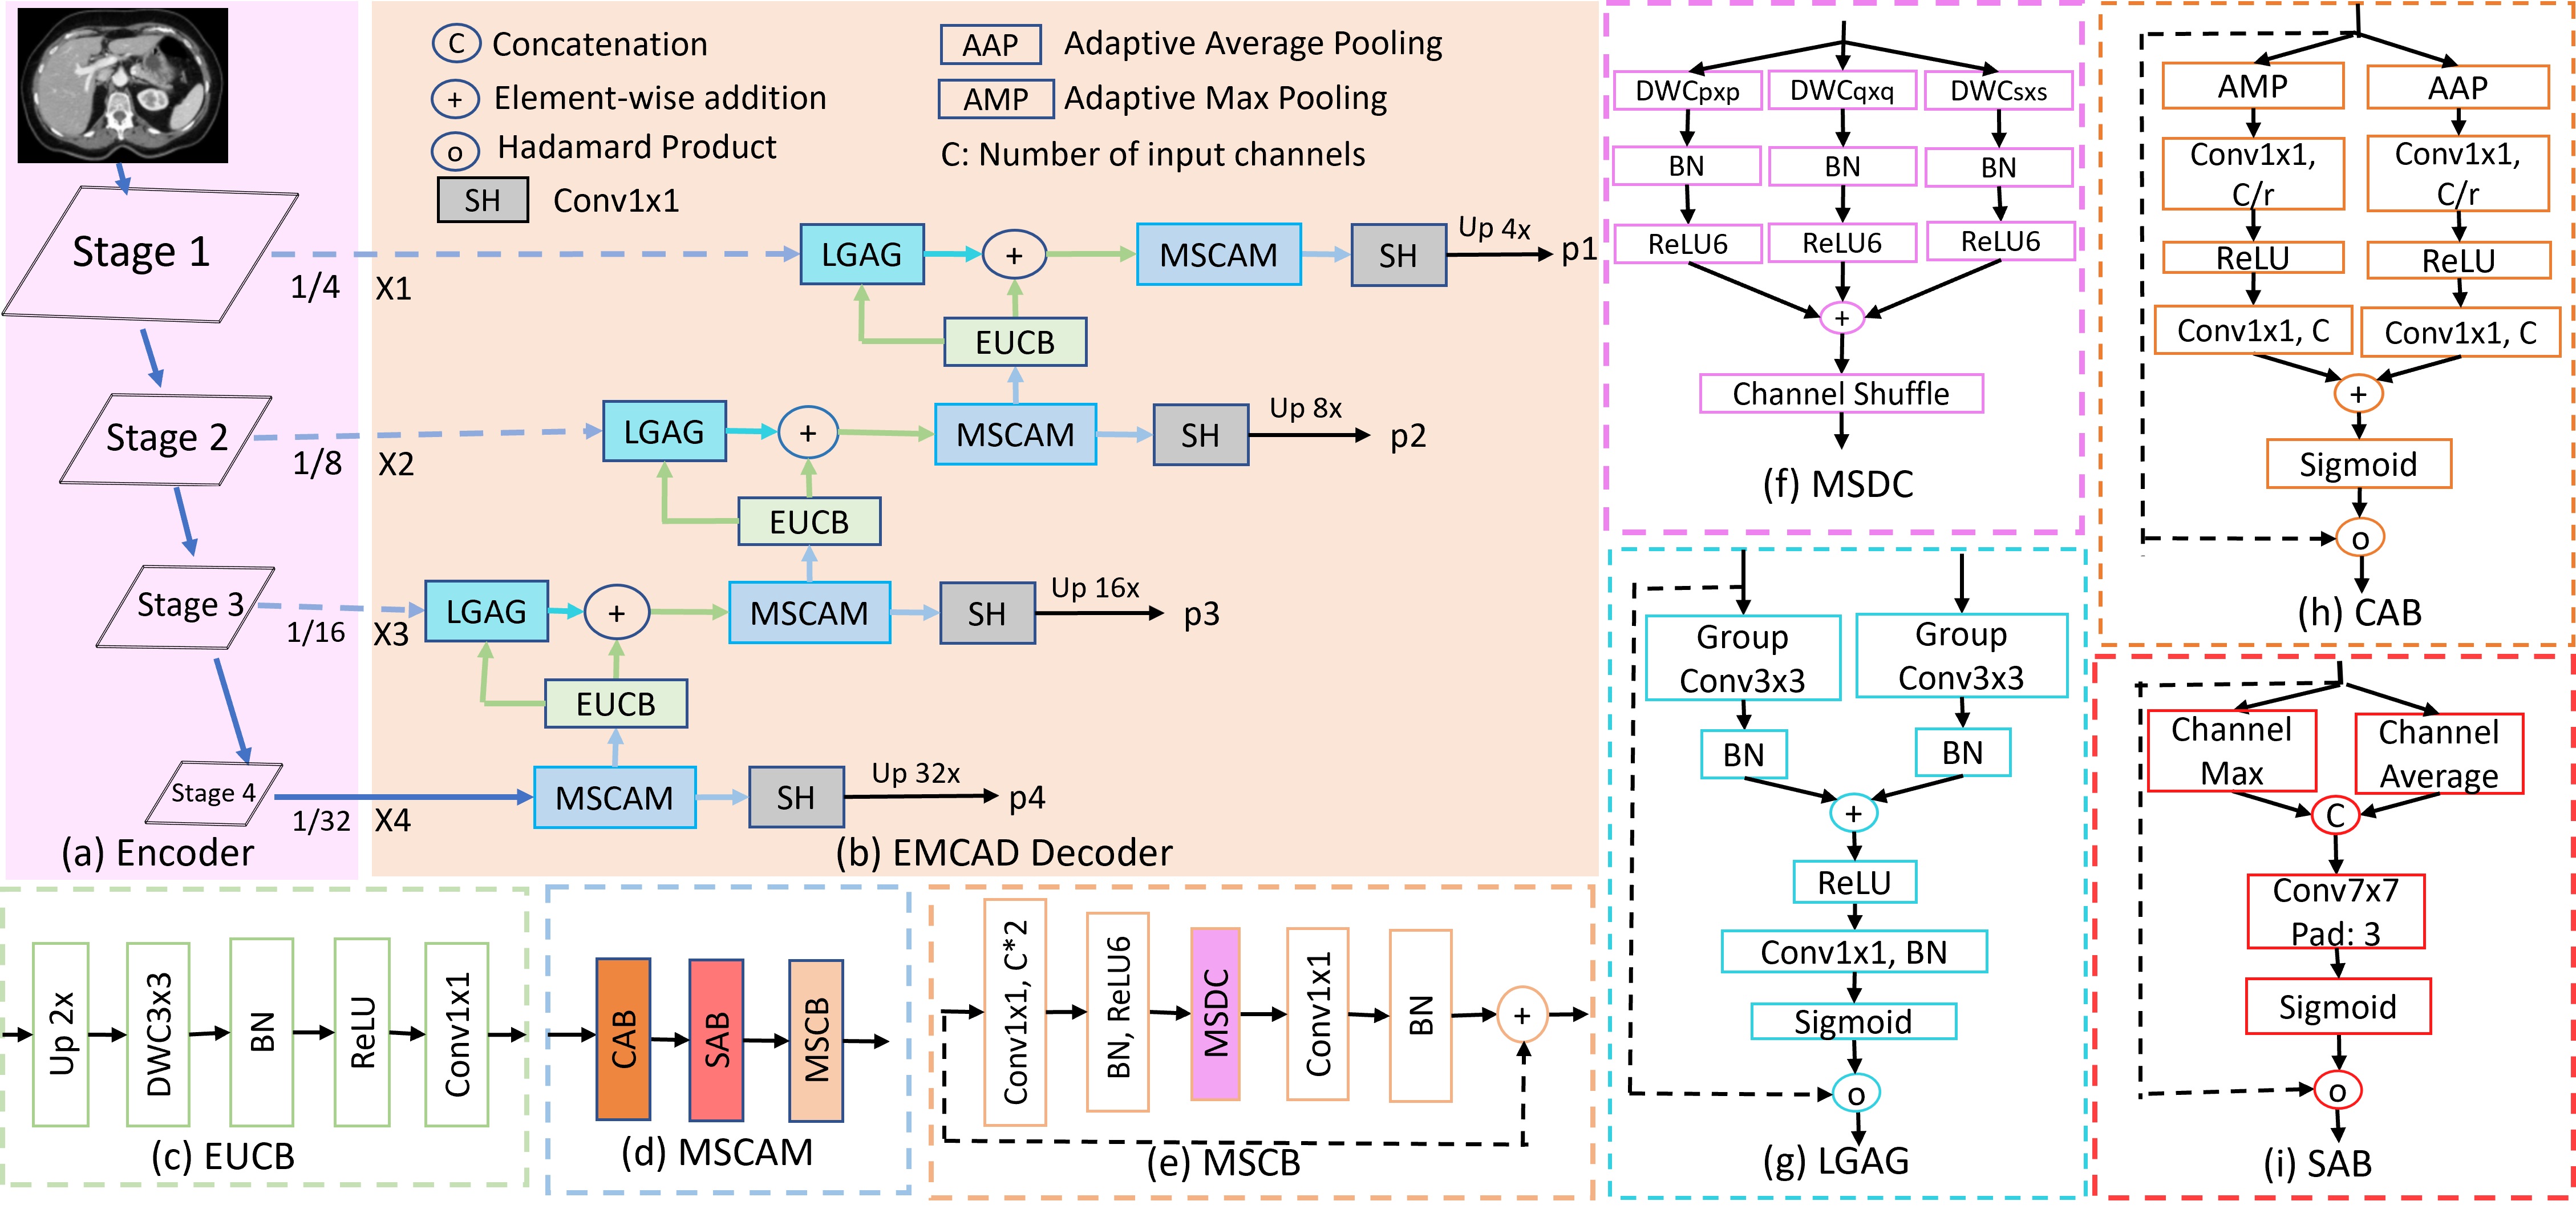 C Concatenation
+ Element-wise addition
o Hadamard Product
SH Conv1x1
AAP Adaptive Average Pooling
AMP Adaptive Max Pooling
C: Number of input channels
Stage 1
1/4
X1
LGAG
+
MSCAM
SH
Up 4x
p1
EUCB
Stage 2
1/8
X2
LGAG
+
MSCAM
SH
Up 8x
p2
EUCB
Stage 3
1/16
X3
LGAG
+
MSCAM
SH
Up 16x
p3
EUCB
Stage 4
1/32
X4
MSCAM
SH
Up 32x
p4
(a) Encoder
(b) EMCAD Decoder
Up 2x
DWC3x3
BN
ReLU
Conv1x1
(c) EUCB
CAB
SAB
MSCB
(d) MSCAM
Conv1x1, C*2
BN, ReLU6
MSDC
Conv1x1
BN
+
(e) MSCB
DWCpxp
DWCqxq
DWCsxs
BN
BN
BN
ReLU6
ReLU6
ReLU6
+
Channel Shuffle
(f) MSDC
Group
Conv3x3
Group
Conv3x3
BN
BN
+
ReLU
Conv1x1, BN
Sigmoid
o
(g) LGAG
AMP
AAP
Conv1x1,
C/r
Conv1x1,
C/r
ReLU
ReLU
Conv1x1, C
Conv1x1, C
+
Sigmoid
o
(h) CAB
Channel
Max
Channel
Average
C
Conv7x7
Pad: 3
Sigmoid
o
(i) SAB